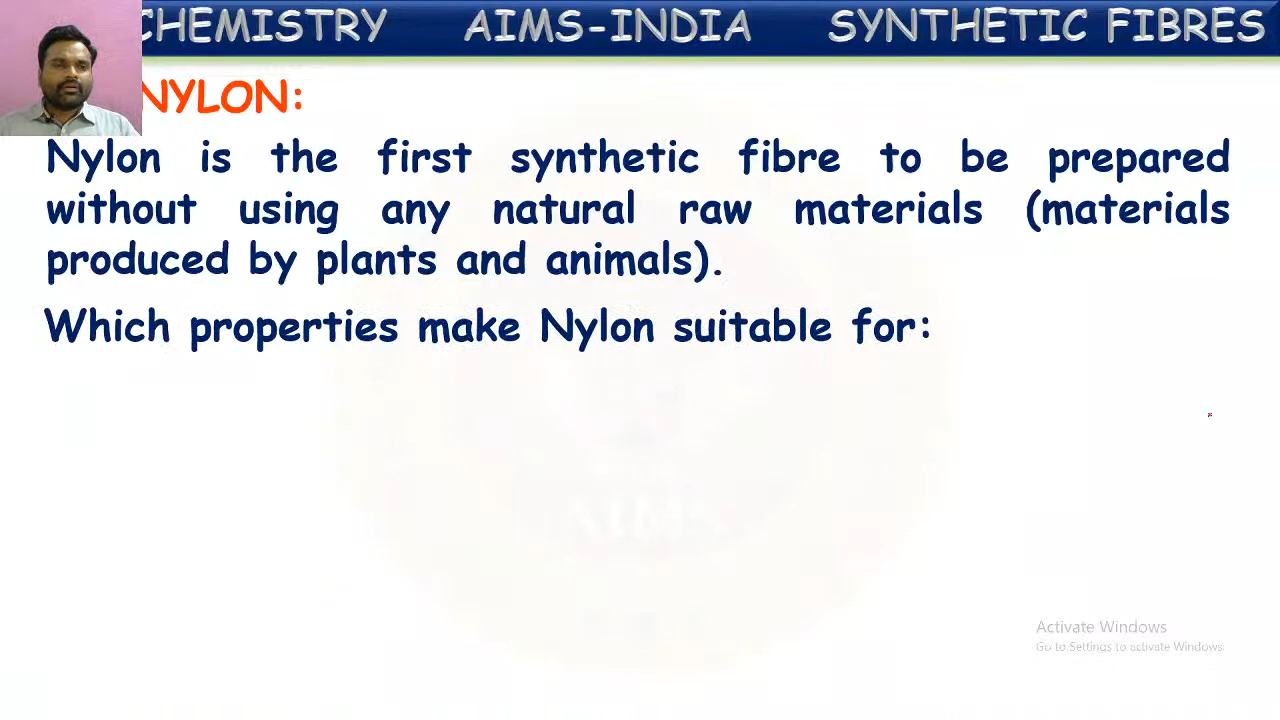 CHEMISTRY AIMS-INDIA SYNTHETIC FIBRES
NYLON:
Nylon is the first synthetic fibre to be prepared
without using any natural raw materials (materials
produced by plants and animals).
Which properties make Nylon suitable for:
AIMS
Activate Windows
Go to Settings to activate Windows.